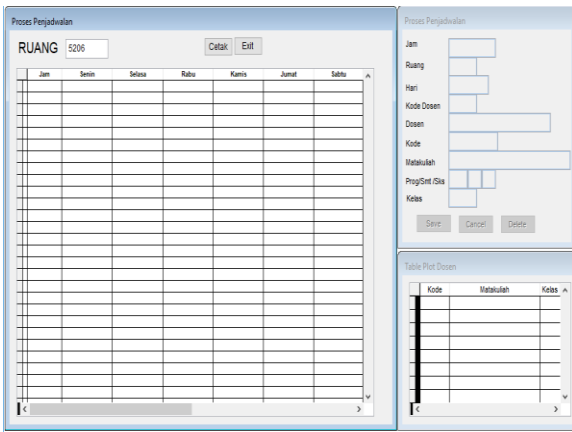 Proses Penjadwalan
RUANG 5206 Cetak Exit
Jam Senin Selasa Rabu Kamis Jumat Sabtu
Proses Penjadwalan
Jam
Ruang
Hari
Kode Dosen
Dosen
Kode
Matakuliah
Prog/Smt /Sks
Kelas
Save Cancel Delete
Table Plot Dosen
Kode Matakuliah Kelas